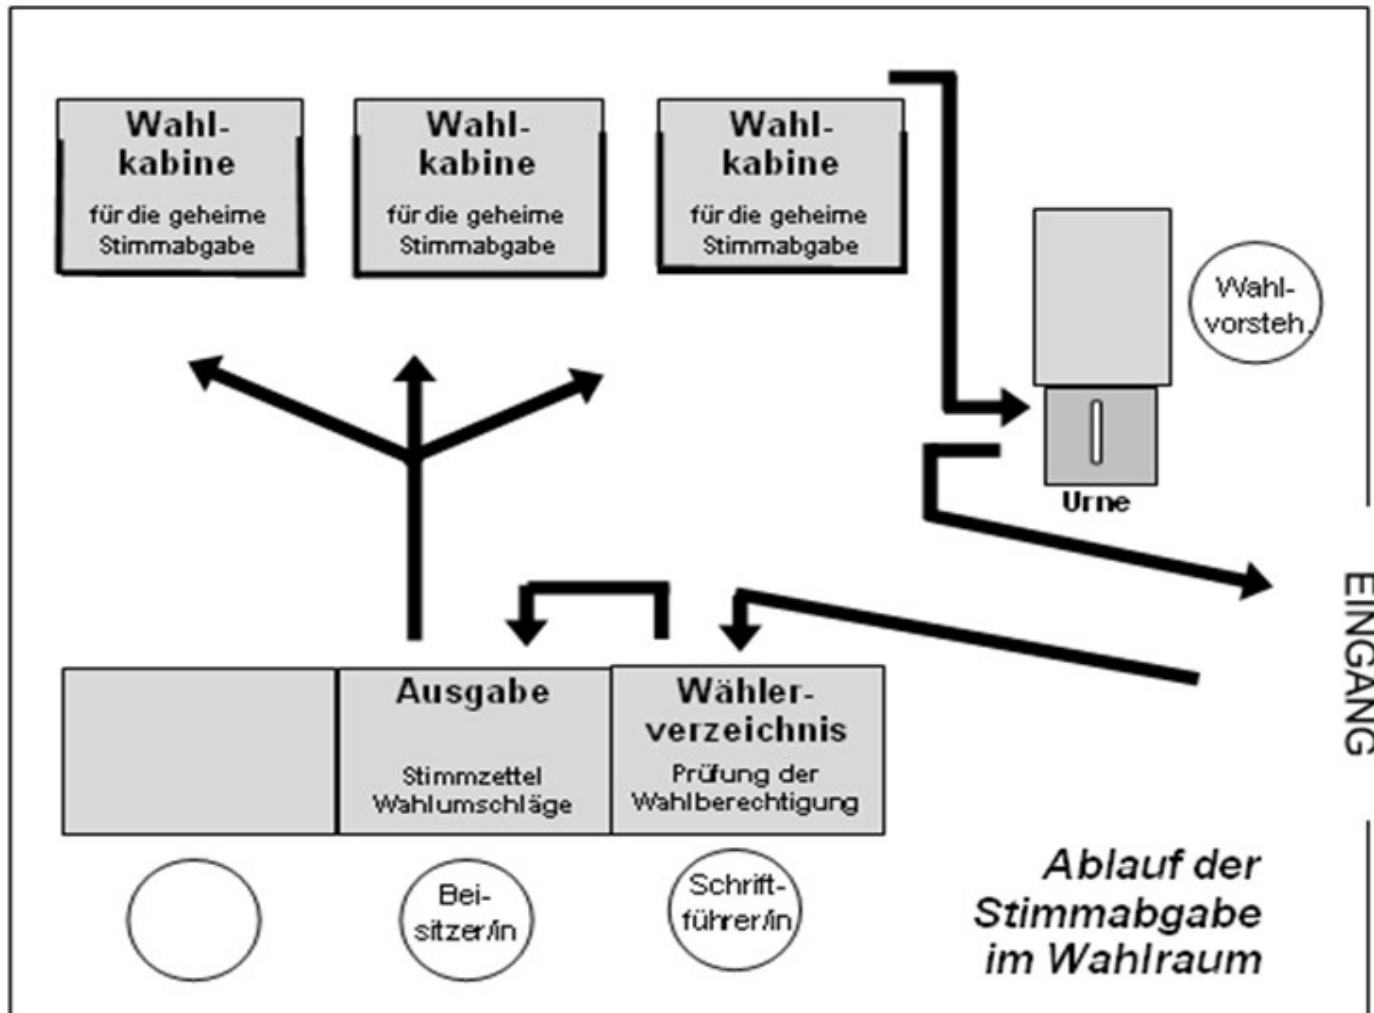 Wahl-
kabine
für die geheime
Stimmabgabe
Wahl-
kabine
für die geheime
Stimmabgabe
Wahl-
kabine
für die geheime
Stimmabgabe
Wahl-
vorsteh.
Urne
EINGANG
Ausgabe
Stimmzettel
Wahlumschläge
Wähler-
verzeichnis
Prüfung der
Wahlberechtigung
Bei-
sitzer/in
Schrift-
führer/in
Ablauf der
Stimmabgabe
im Wahlraum